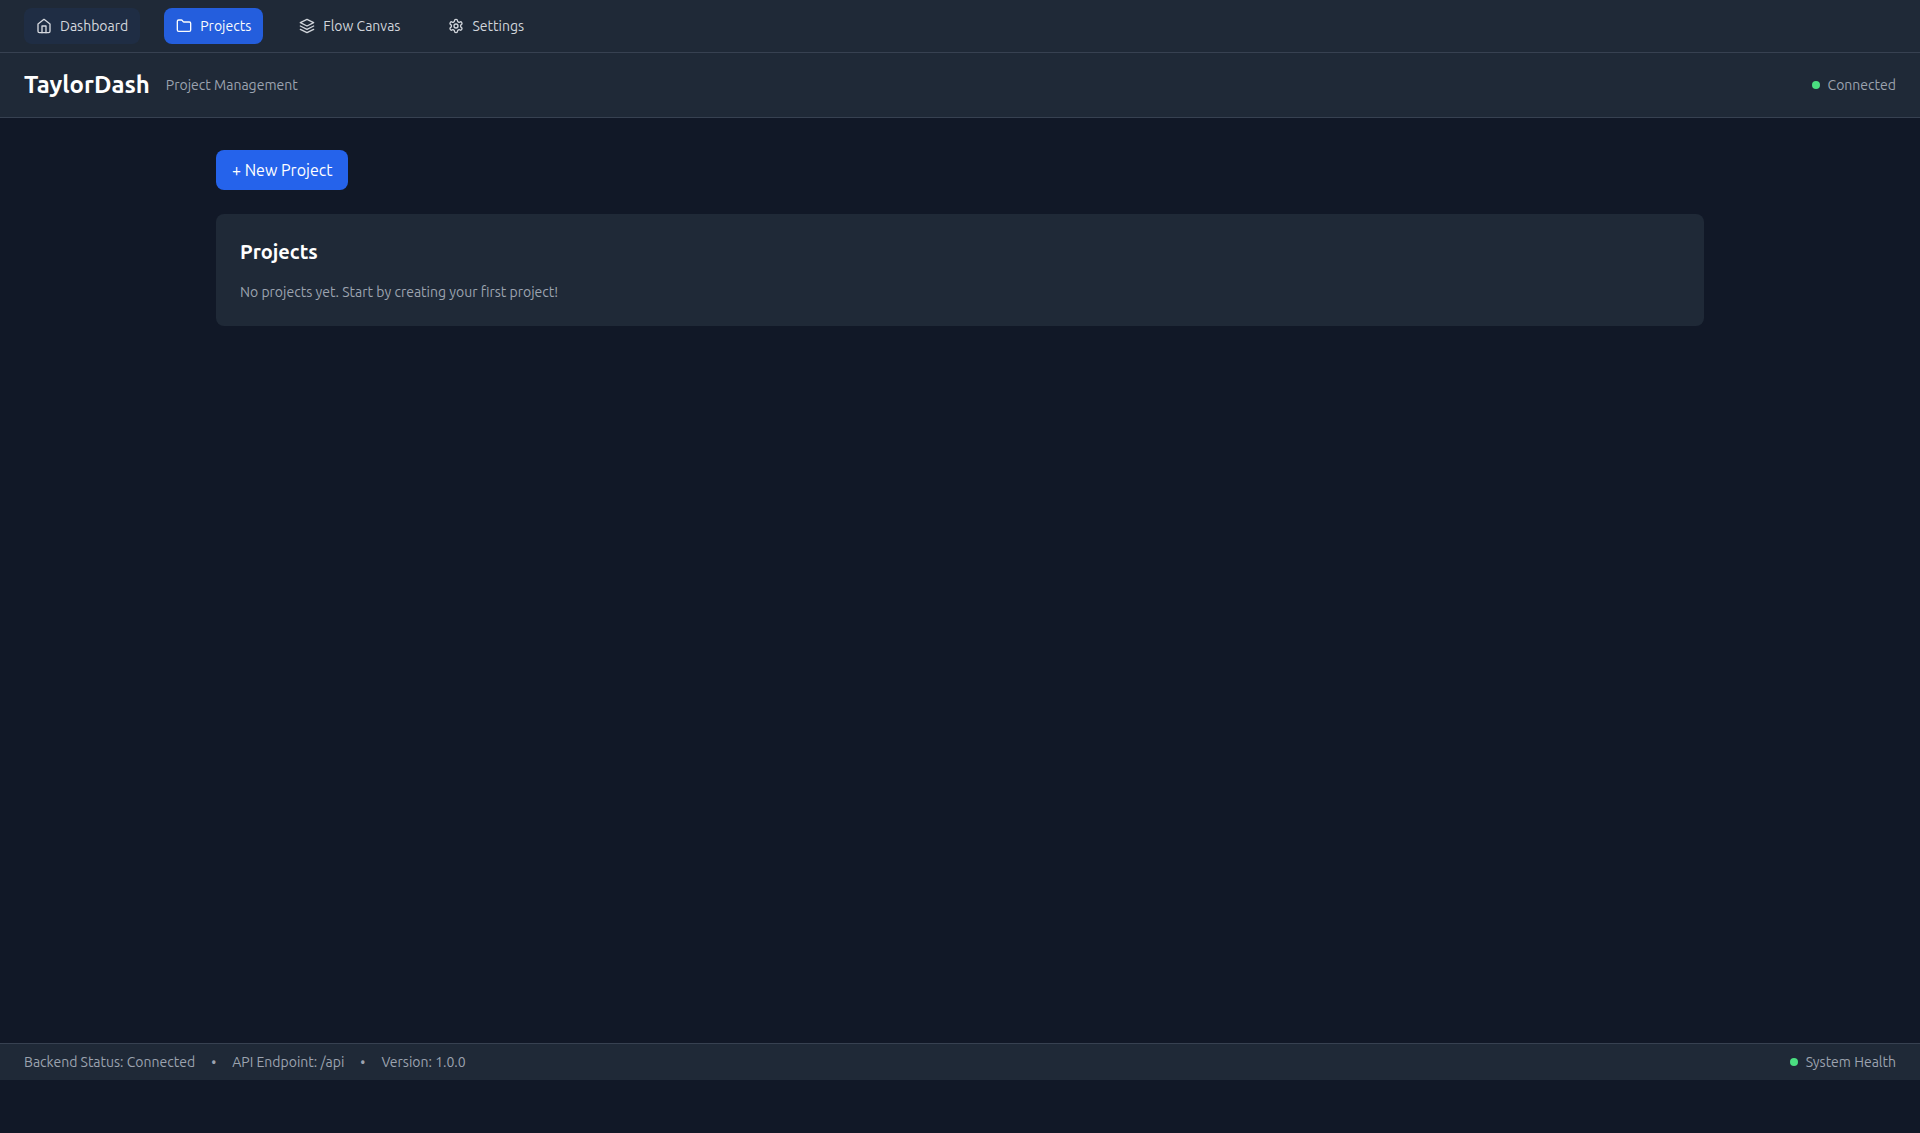 Dashboard Projects Flow Canvas Settings
TaylorDash Project Management Connected
+ New Project
Projects
No projects yet. Start by creating your first project!
Backend Status: Connected • API Endpoint: /api • Version: 1.0.0 System Health